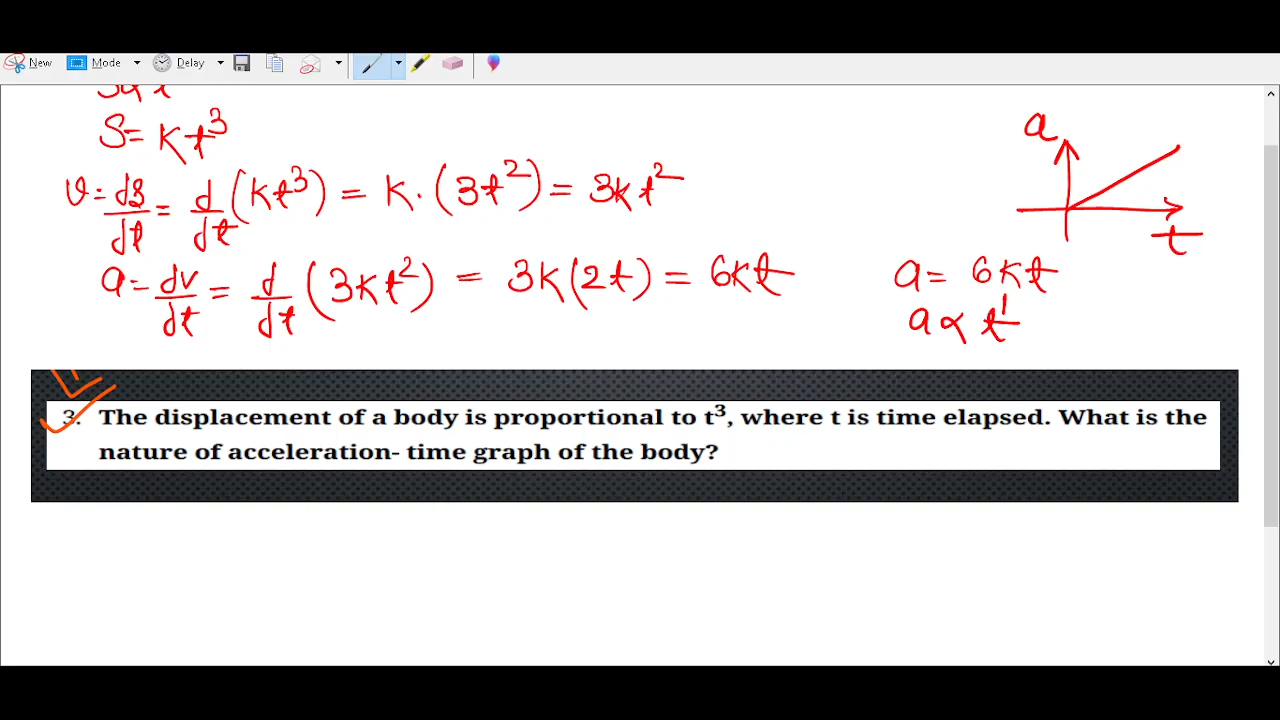 New Mode Delay
S = kt³
v = ds/dt = d/dt (kt³) = k · (3t²) = 3kt²
a = dv/dt = d/dt (3kt²) = 3k(2t) = 6kt
a
t
a = 6kt
a ∝ t¹
3. The displacement of a body is proportional to t³, where t is time elapsed. What is the
nature of acceleration- time graph of the body?